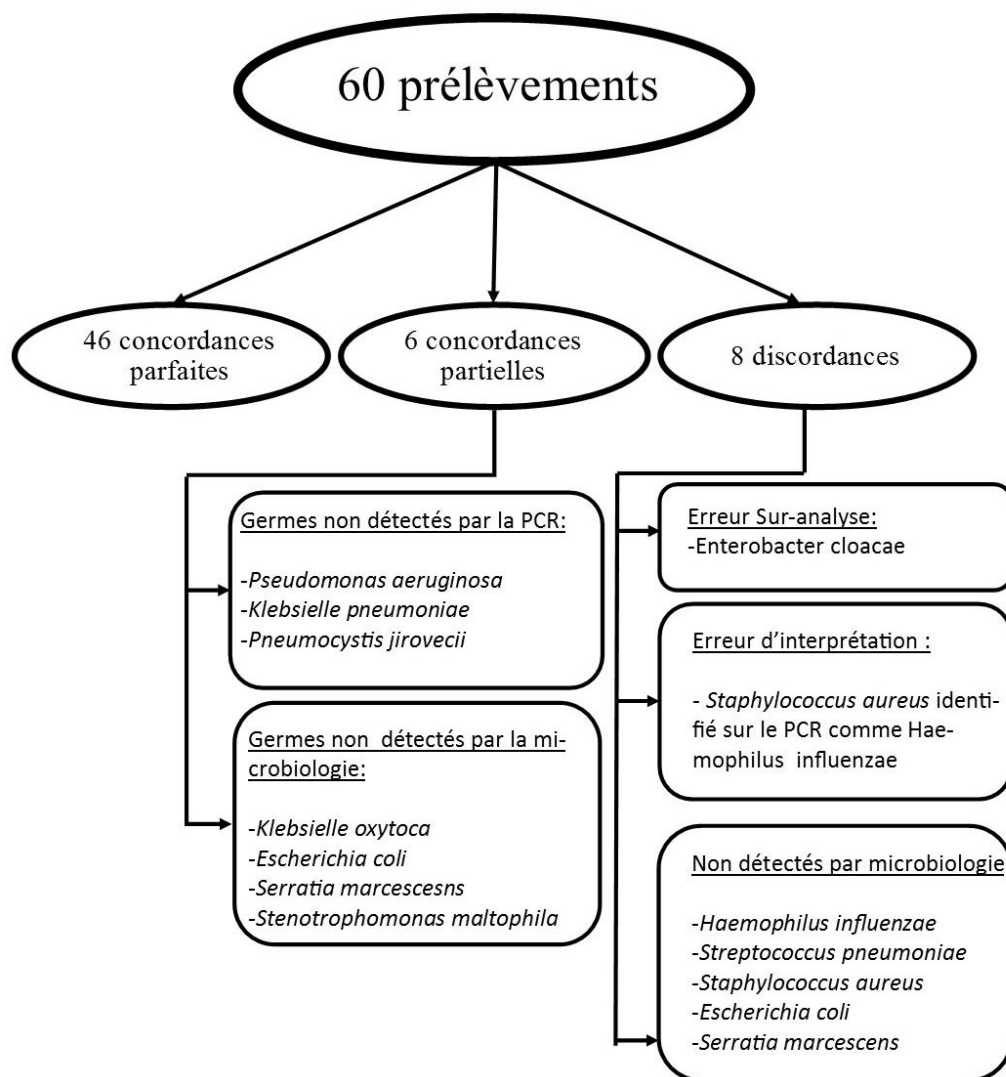 60 prélèvements
46 concordances
parfaites
6 concordances
partielles
8 discordances
Germes non détectés par la PCR:
-Pseudomonas aeruginosa
-Klebsielle pneumoniae
-Pneumocystis jirovecii
Germes non détectés par la mi-
crobiologie:
-Klebsielle oxytoca
-Escherichia coli
-Serratia marcescesns
-Stenotrophomonas maltophila
Erreur Sur-analyse:
-Enterobacter cloacae
Erreur d’interprétation :
- Staphylococcus aureus identi-
fié sur le PCR comme Hae-
mophilus influenzae
Non détectés par microbiologie
-Haemophilus influenzae
-Streptococcus pneumoniae
-Staphylococcus aureus
-Escherichia coli
-Serratia marcescens